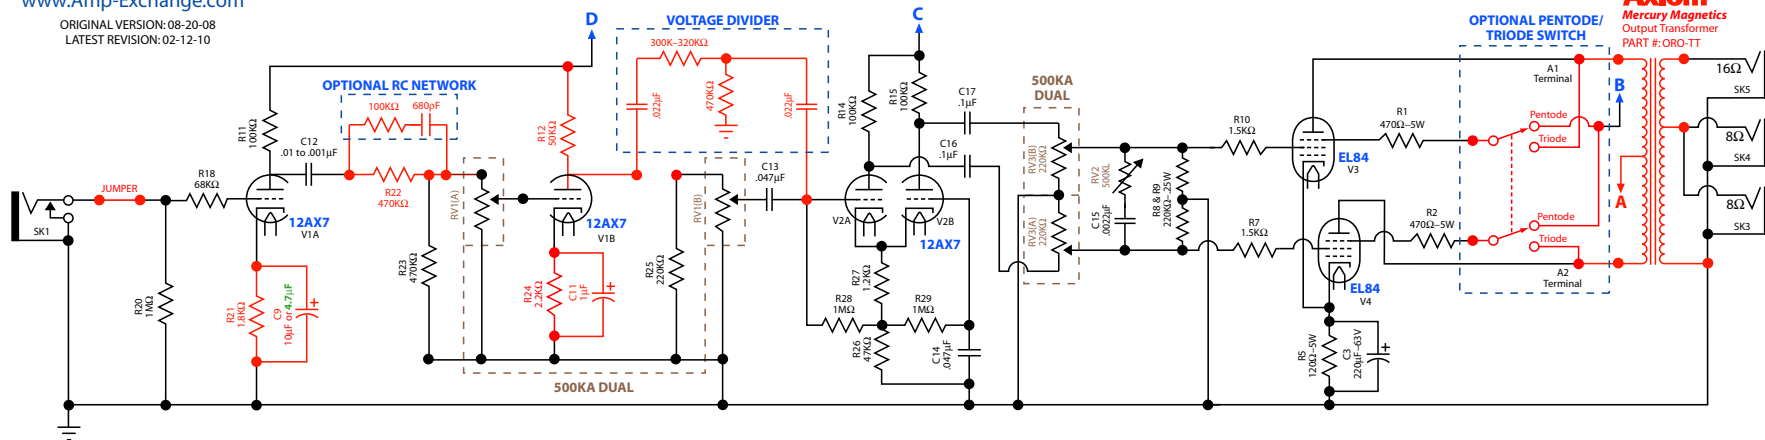 www.Amp-Exchange.com
ORIGINAL VERSION: 08-20-08
LATEST REVISION: 02-12-10
D
VOLTAGE DIVIDER
300K–320KΩ
.022µF
470KΩ
.022µF
C
OPTIONAL PENTODE/
TRIODE SWITCH
Axiom
Mercury Magnetics
Output Transformer
PART #: ORO-TT
OPTIONAL RC NETWORK
100KΩ
680pF
R11
100KΩ
C12
.01 to .001µF
R22
470KΩ
R12
50KΩ
RV1(A)
RV1(B)
C13
.047µF
R14
100KΩ
R15
100KΩ
C17
.1µF
C16
.1µF
500KA
DUAL
RV3(B)
220KΩ
RV3(A)
220KΩ
RV2
500KL
C15
.0022µF
R8 & R9
220KΩ–.25W
R10
1.5KΩ
R7
1.5KΩ
EL84
V3
R1
470Ω–5W
R2
470Ω–5W
A1
Terminal
Pentode
Triode
Pentode
Triode
A2
Terminal
B
A
16Ω
SK5
8Ω
SK4
8Ω
SK3
SK1
JUMPER
R18
68KΩ
12AX7
V1A
12AX7
V1B
V2A
V2B
12AX7
R20
1MΩ
R21
1.8KΩ
C9
10µF or 4.7µF
+
R23
470KΩ
R24
2.2KΩ
C11
1µF
+
R25
220KΩ
R27
1.2KΩ
R28
1MΩ
R29
1MΩ
R26
47KΩ
C14
.047µF
EL84
V4
R5
120Ω–5W
C3
220µF–63V
+
500KA DUAL